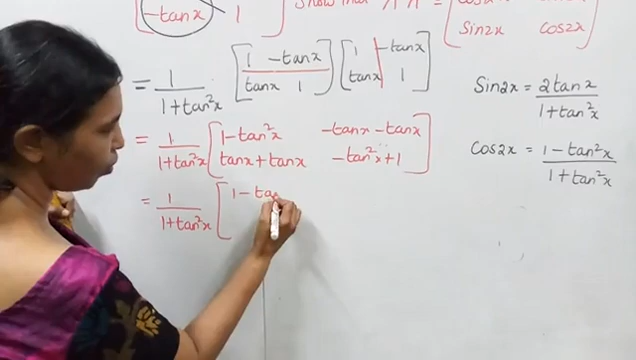 -tanx 1 ] Show that
Sin2x Cos2x
= 1/(1+tan²x) [1 -tanx; tanx 1] [1 -tanx; tanx 1]
= 1/(1+tan²x) [1-tan²x -tanx-tanx; tanx+tanx -tan²x+1]
= 1/(1+tan²x) [1-ta
Sin2x = 2tanx/(1+tan²x)
Cos2x = (1-tan²x)/(1+tan²x)